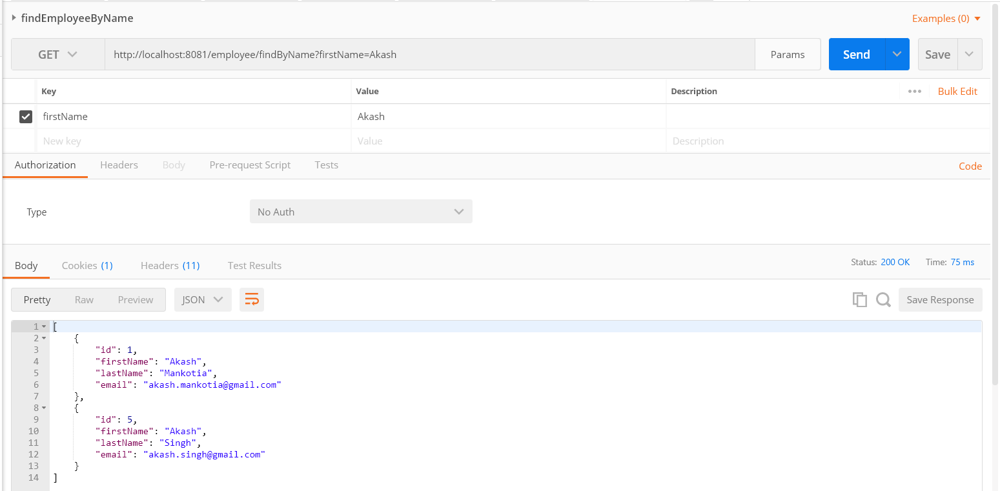 findEmployeeByName Examples (0)
GET http://localhost:8081/employee/findByName?firstName=Akash Params Send Save
Key Value Description ••• Bulk Edit
firstName Akash
New key Value Description
Authorization Headers Body Pre-request Script Tests Code
Type No Auth
Body Cookies (1) Headers (11) Test Results Status: 200 OK Time: 75 ms
Pretty Raw Preview JSON Save Response
1 [
2 {
3 "id": 1,
4 "firstName": "Akash",
5 "lastName": "Mankotia",
6 "email": "akash.mankotia@gmail.com"
7 },
8 {
9 "id": 5,
10 "firstName": "Akash",
11 "lastName": "Singh",
12 "email": "akash.singh@gmail.com"
13 }
14 ]